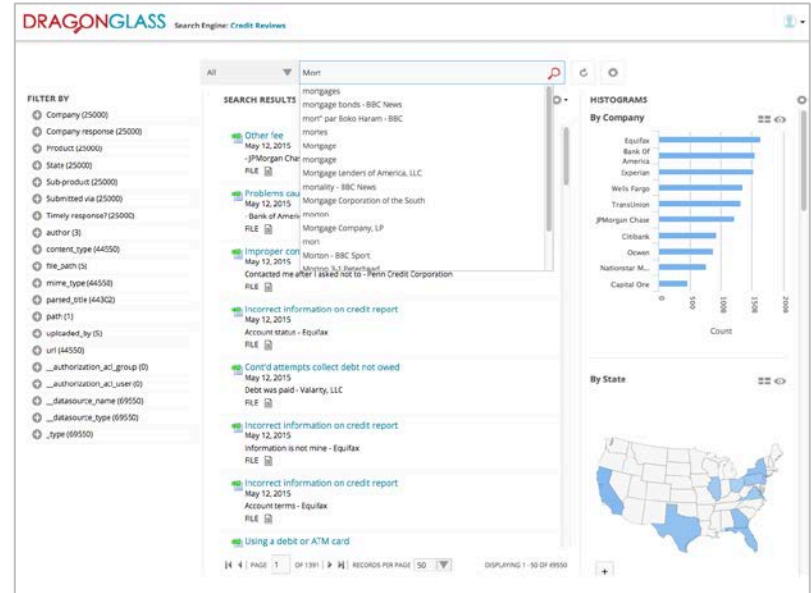 DRAGONGLASS Search Engine: Credit Reviews
All Mort
FILTER BY
Company (25000)
Company response (25000)
Product (25000)
State (25000)
Sub-product (25000)
Submitted via (25000)
Timely response? (25000)
author (3)
content_type (44550)
file_path (5)
mime_type (44550)
parsed_title (44302)
path (1)
uploaded_by (5)
url (44550)
__authorization_acl_group (0)
__authorization_acl_user (0)
__datasource_name (69550)
__datasource_type (69550)
_type (69550)
SEARCH RESULTS
mortgages
mortgage bonds - BBC News
mort" par Boko Haram - BBC
mortes
Mortgage
mortgage
Mortgage Lenders of America, LLC
mortality - BBC News
Mortgage Corporation of the South
morton
Mortgage Company, LP
mort
Morton - BBC Sport
Morton 3-1 Peterhead
Other fee
May 12, 2015
- JPMorgan Cha
FILE
Problems cau
May 12, 2015
- Bank of Ameri
FILE
Improper con
May 12, 2015
Contacted me after I asked not to - Penn Credit Corporation
FILE
Incorrect information on credit report
May 12, 2015
Account status - Equifax
FILE
Cont'd attempts collect debt not owed
May 12, 2015
Debt was paid - Valarity, LLC
FILE
Incorrect information on credit report
May 12, 2015
Information is not mine - Equifax
FILE
Incorrect information on credit report
May 12, 2015
Account terms - Equifax
FILE
Using a debit or ATM card
PAGE 1 OF 1391 RECORDS PER PAGE 50 DISPLAYING 1 - 50 OF 69550
HISTOGRAMS
By Company
Equifax
Bank Of
America
Experian
Wells Fargo
TransUnion
JPMorgan Chase
Citibank
Ocwen
Nationstar M...
Capital One
0 500 1000 1500 2000
Count
By State
+